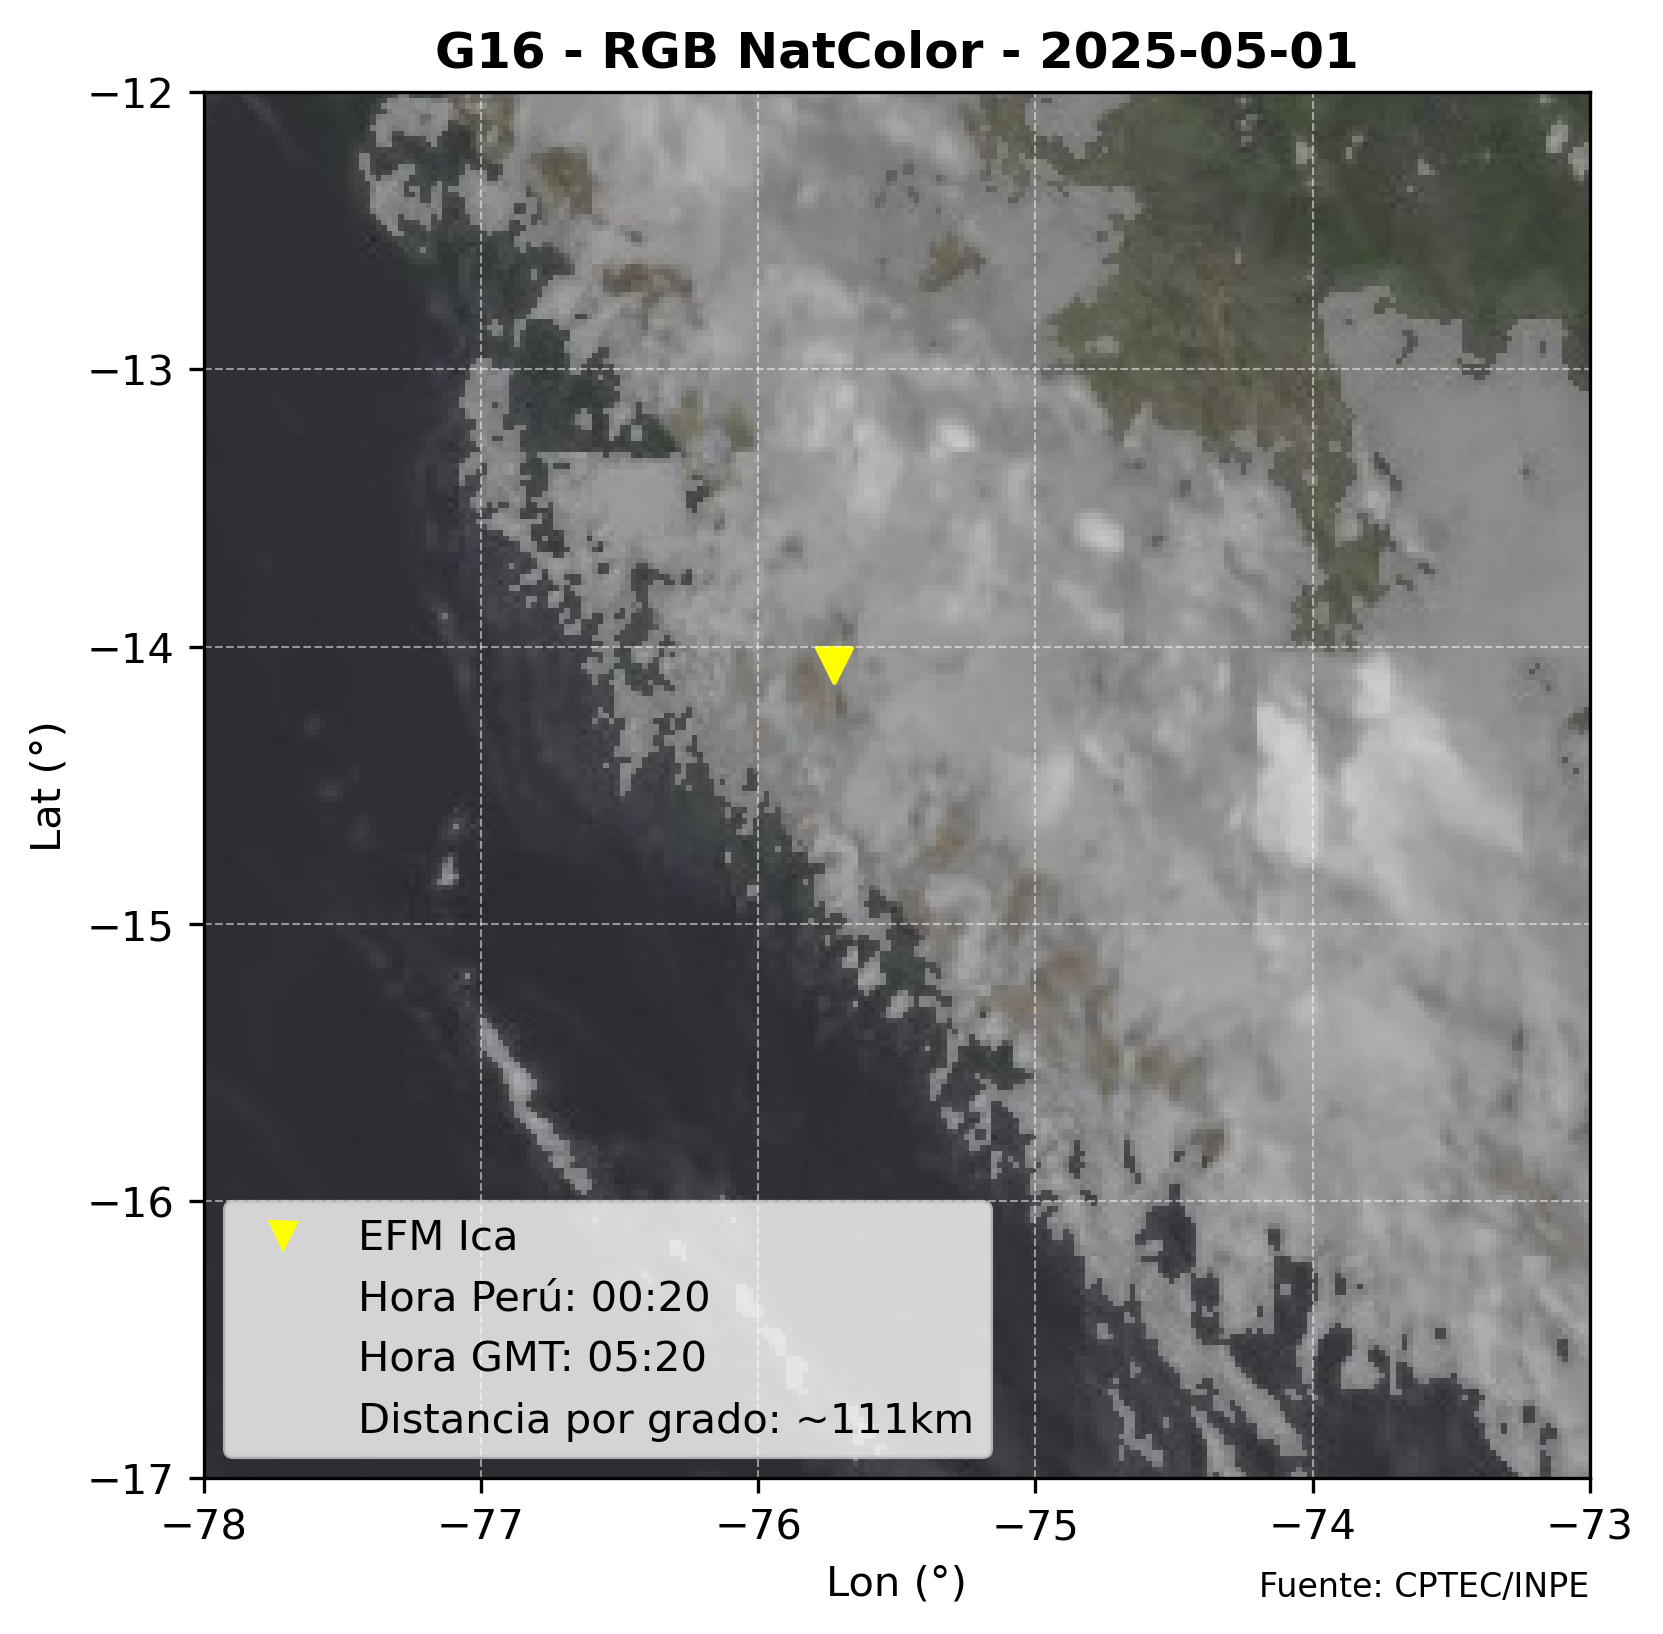 G16 - RGB NatColor - 2025-05-01
−12
−13
−14
−15
−16
−17
Lat (°)
EFM Ica
Hora Perú: 00:20
Hora GMT: 05:20
Distancia por grado: ~111km
−78 −77 −76 −75 −74 −73
Lon (°)
Fuente: CPTEC/INPE